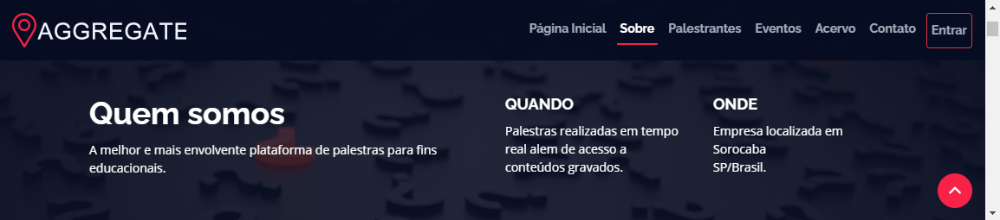 AGGREGATE
Página Inicial Sobre Palestrantes Eventos Acervo Contato Entrar
Quem somos
A melhor e mais envolvente plataforma de palestras para fins
educacionais.
QUANDO
Palestras realizadas em tempo
real alem de acesso a
conteúdos gravados.
ONDE
Empresa localizada em
Sorocaba
SP/Brasil.